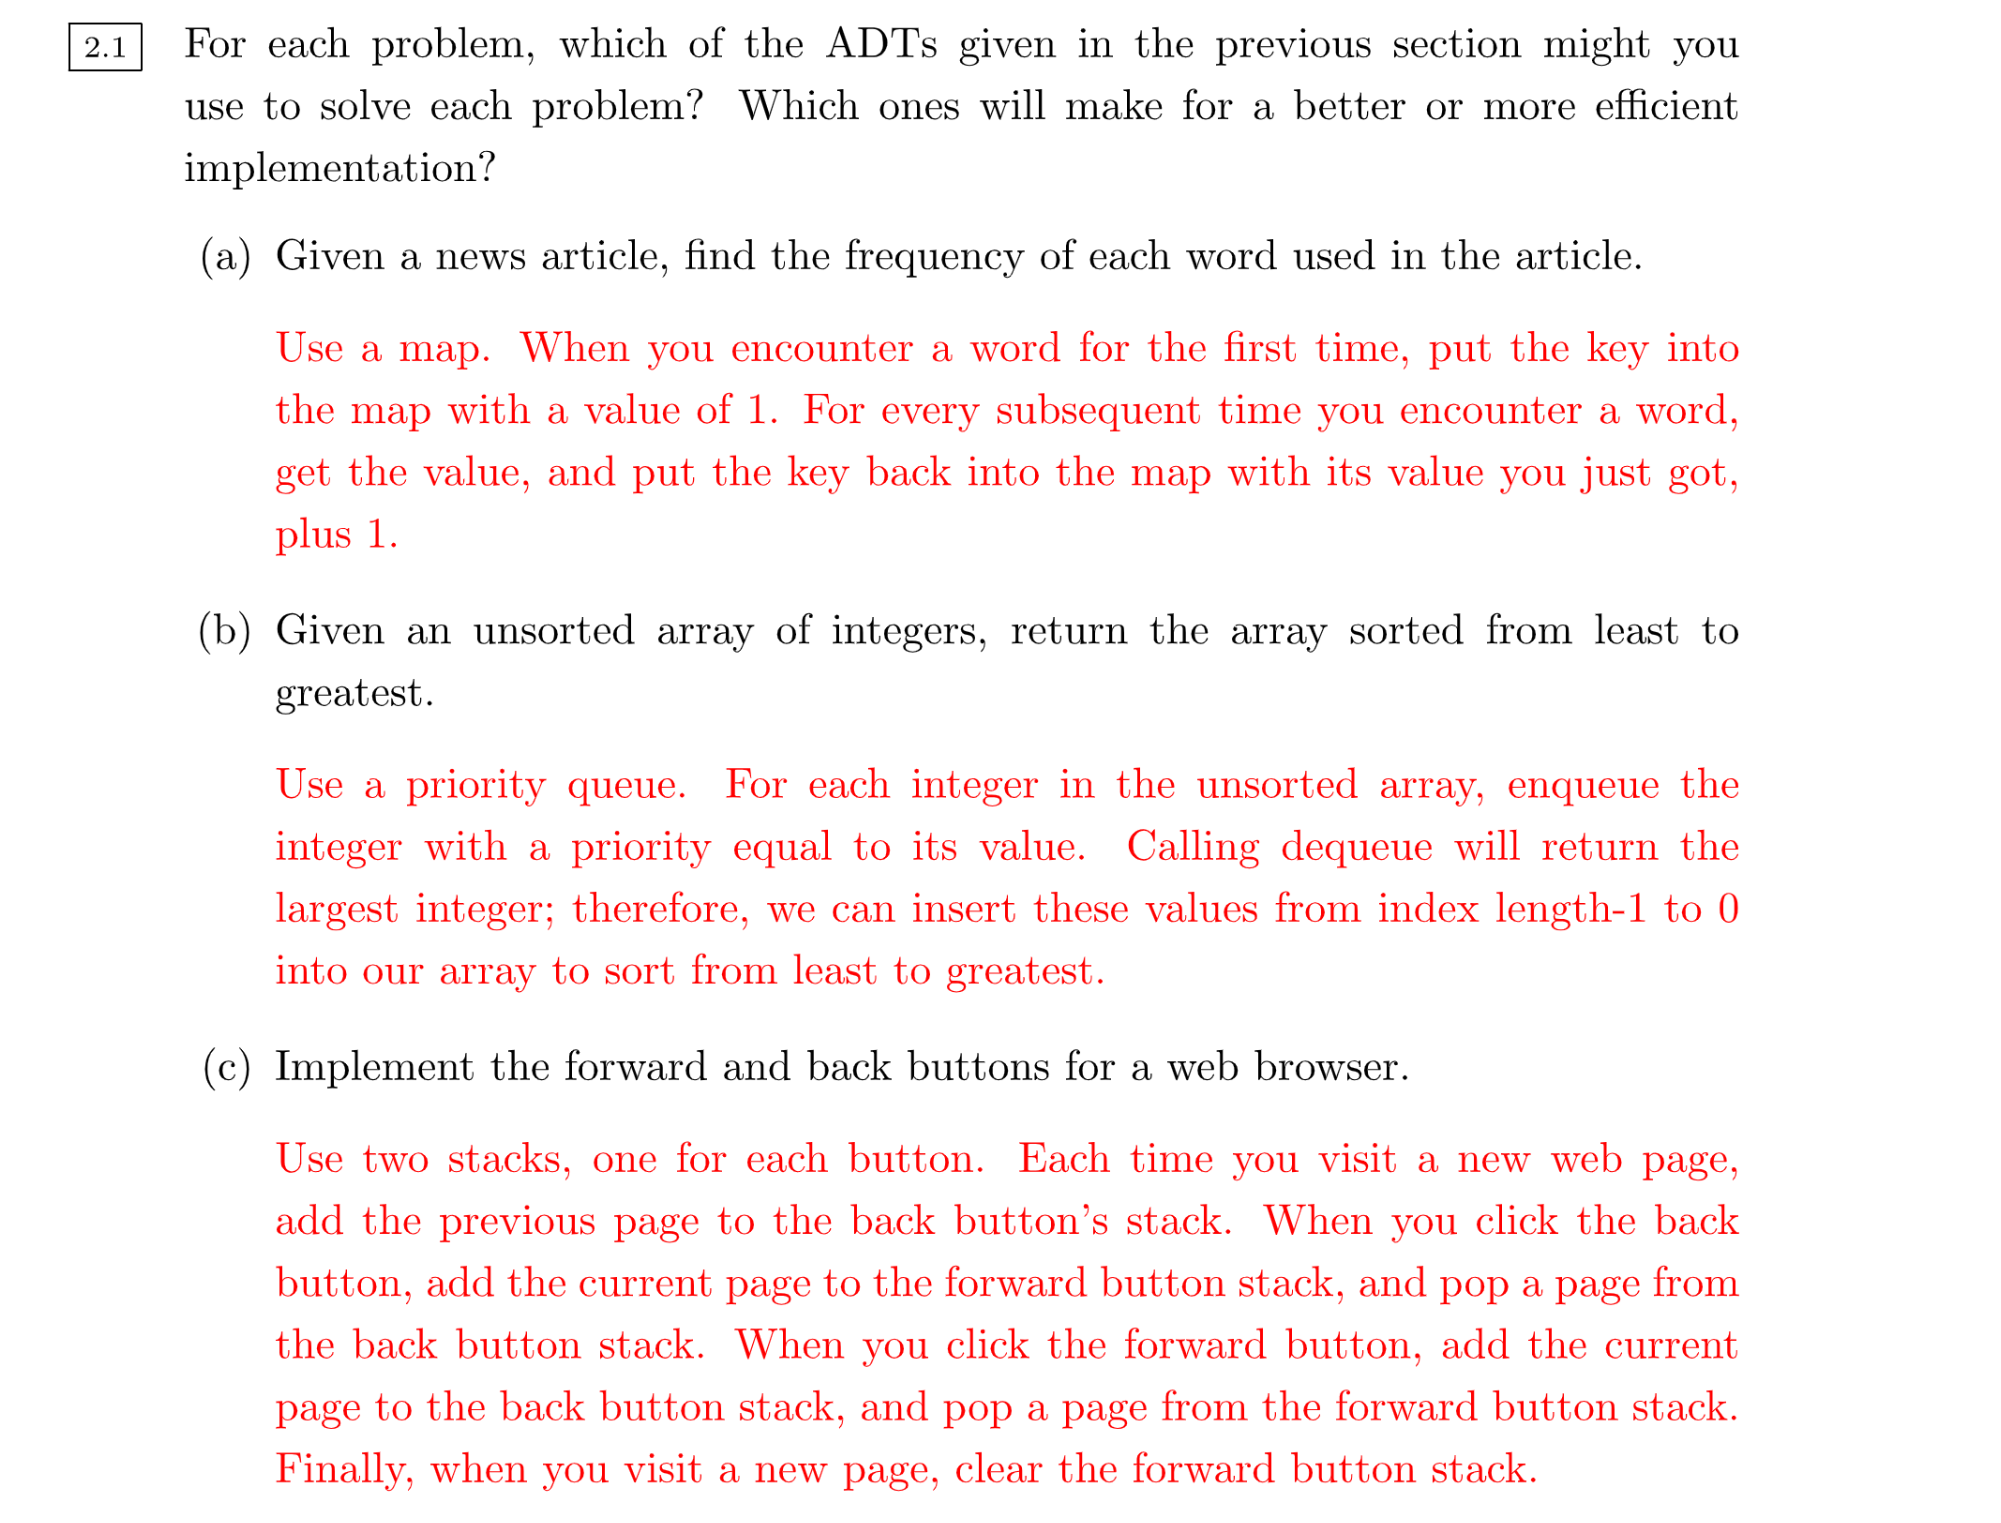 2.1 For each problem, which of the ADTs given in the previous section might you
use to solve each problem? Which ones will make for a better or more efficient
implementation?
(a) Given a news article, find the frequency of each word used in the article.
Use a map. When you encounter a word for the first time, put the key into
the map with a value of 1. For every subsequent time you encounter a word,
get the value, and put the key back into the map with its value you just got,
plus 1.
(b) Given an unsorted array of integers, return the array sorted from least to
greatest.
Use a priority queue. For each integer in the unsorted array, enqueue the
integer with a priority equal to its value. Calling dequeue will return the
largest integer; therefore, we can insert these values from index length-1 to 0
into our array to sort from least to greatest.
(c) Implement the forward and back buttons for a web browser.
Use two stacks, one for each button. Each time you visit a new web page,
add the previous page to the back button's stack. When you click the back
button, add the current page to the forward button stack, and pop a page from
the back button stack. When you click the forward button, add the current
page to the back button stack, and pop a page from the forward button stack.
Finally, when you visit a new page, clear the forward button stack.